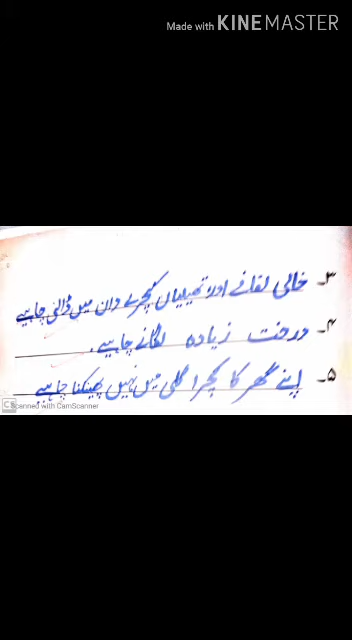 Made with KINEMASTER
۳۔ خالی لفافے اور تھیلیاں کچرے دان میں ڈالنی چاہیے
۴۔ درخت زیادہ لگانے چاہیے۔
۵۔ اپنے گھر کا کچرا گلی میں نہیں پھینکنا چاہیے
CS Scanned with CamScanner